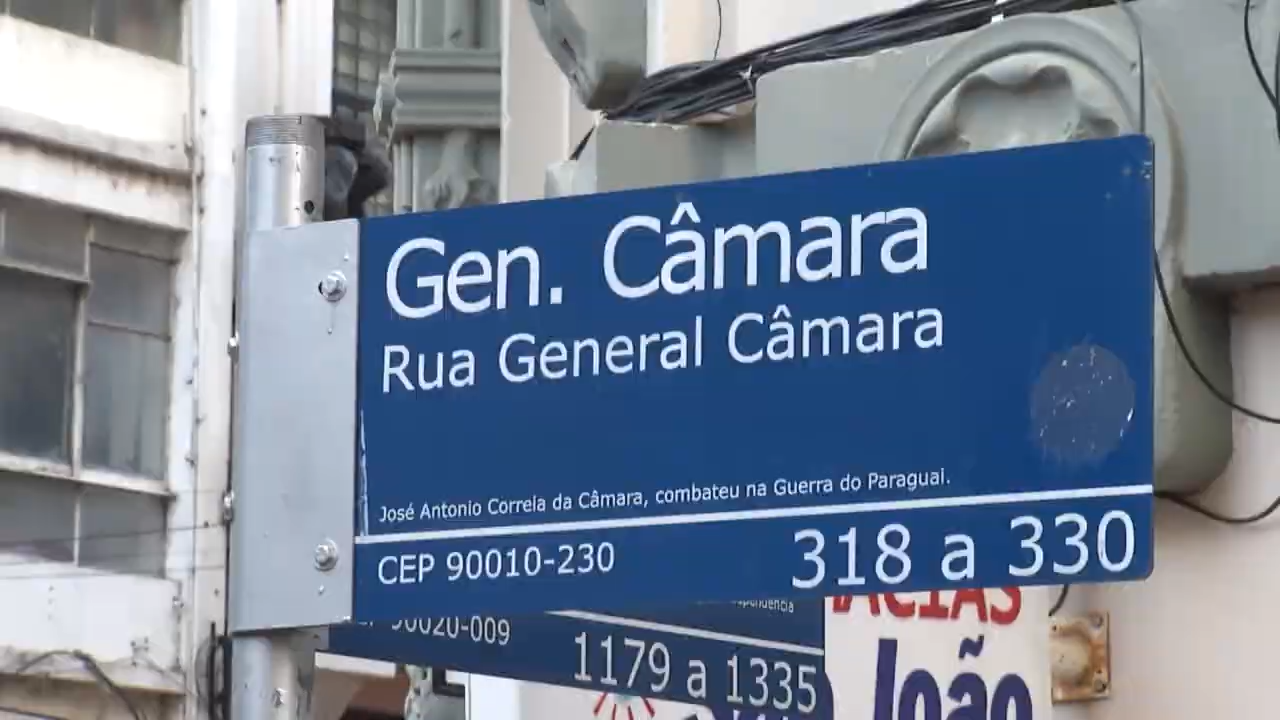 Gen. Câmara
Rua General Câmara
José Antonio Correia da Câmara, combateu na Guerra do Paraguai.
CEP 90010-230
318 a 330
90020-009
1179 a 1335
João